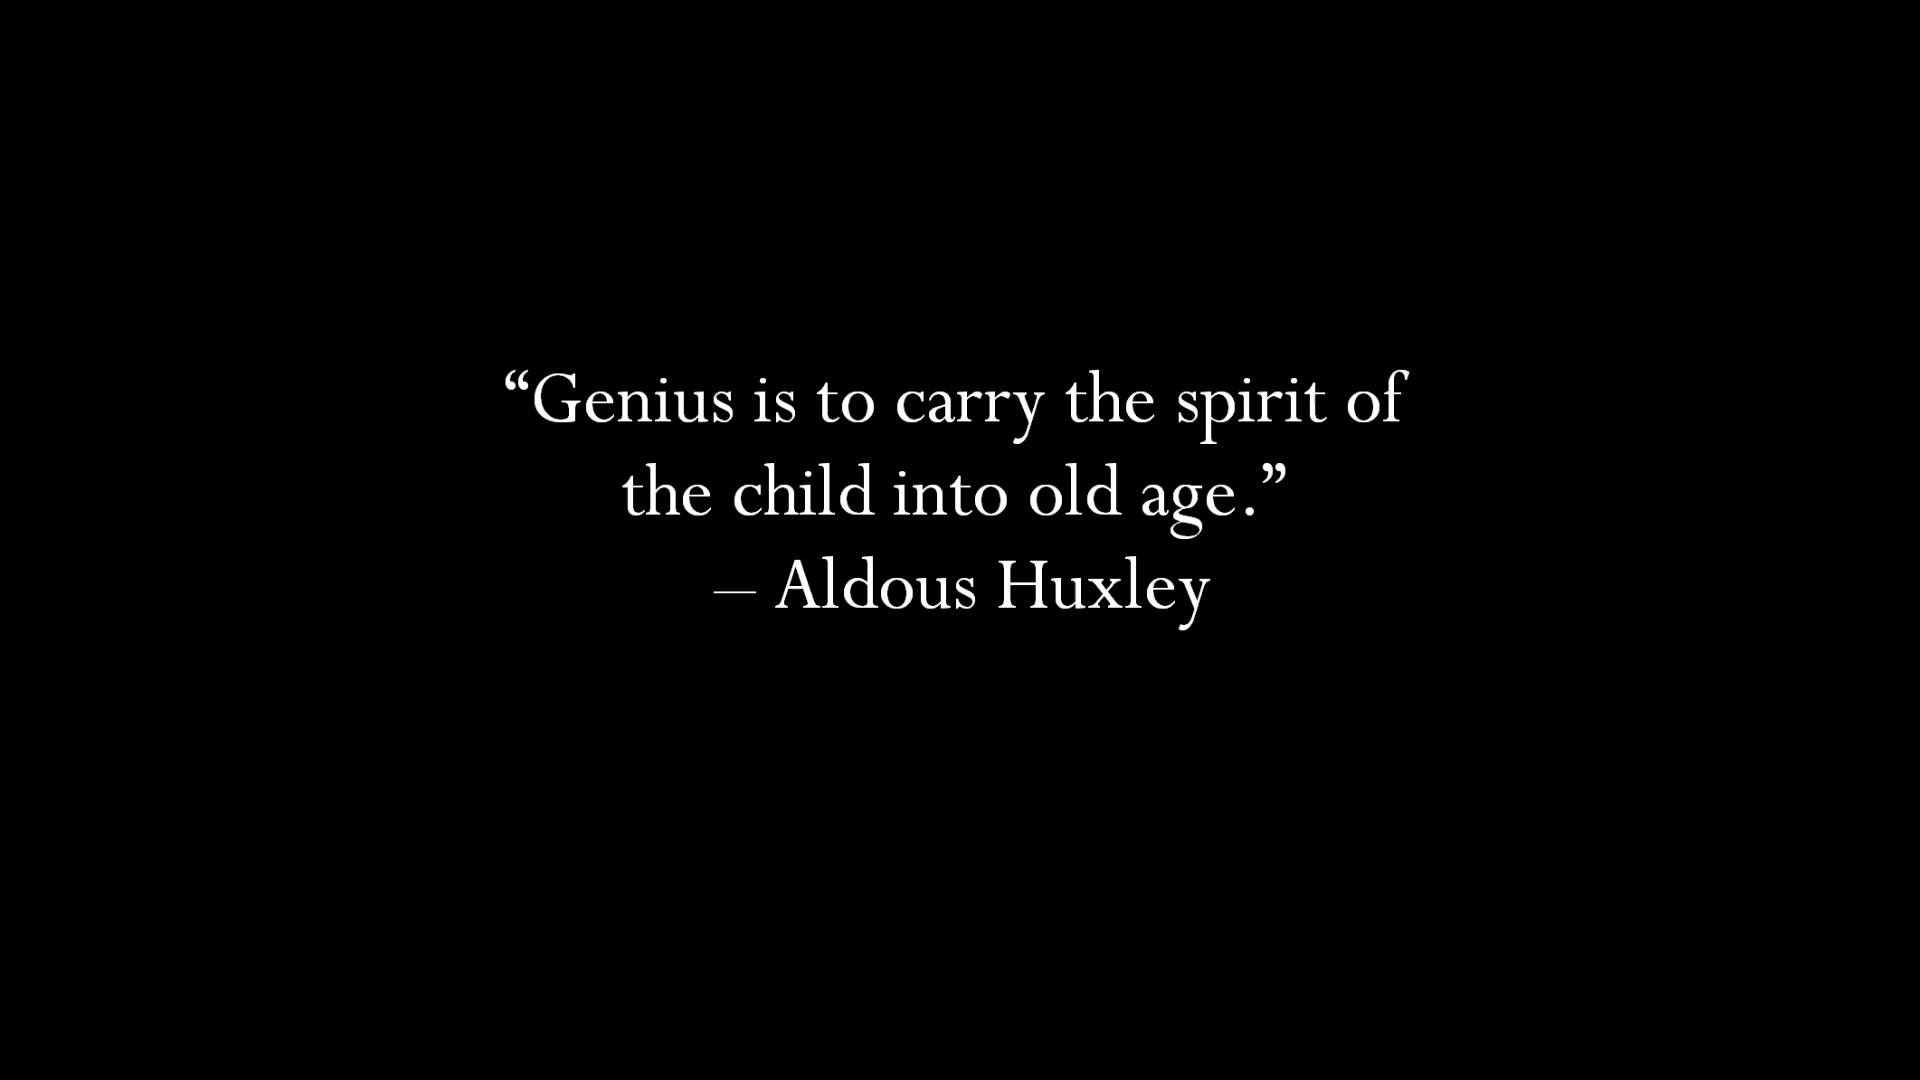 “Genius is to carry the spirit of
the child into old age.”
– Aldous Huxley